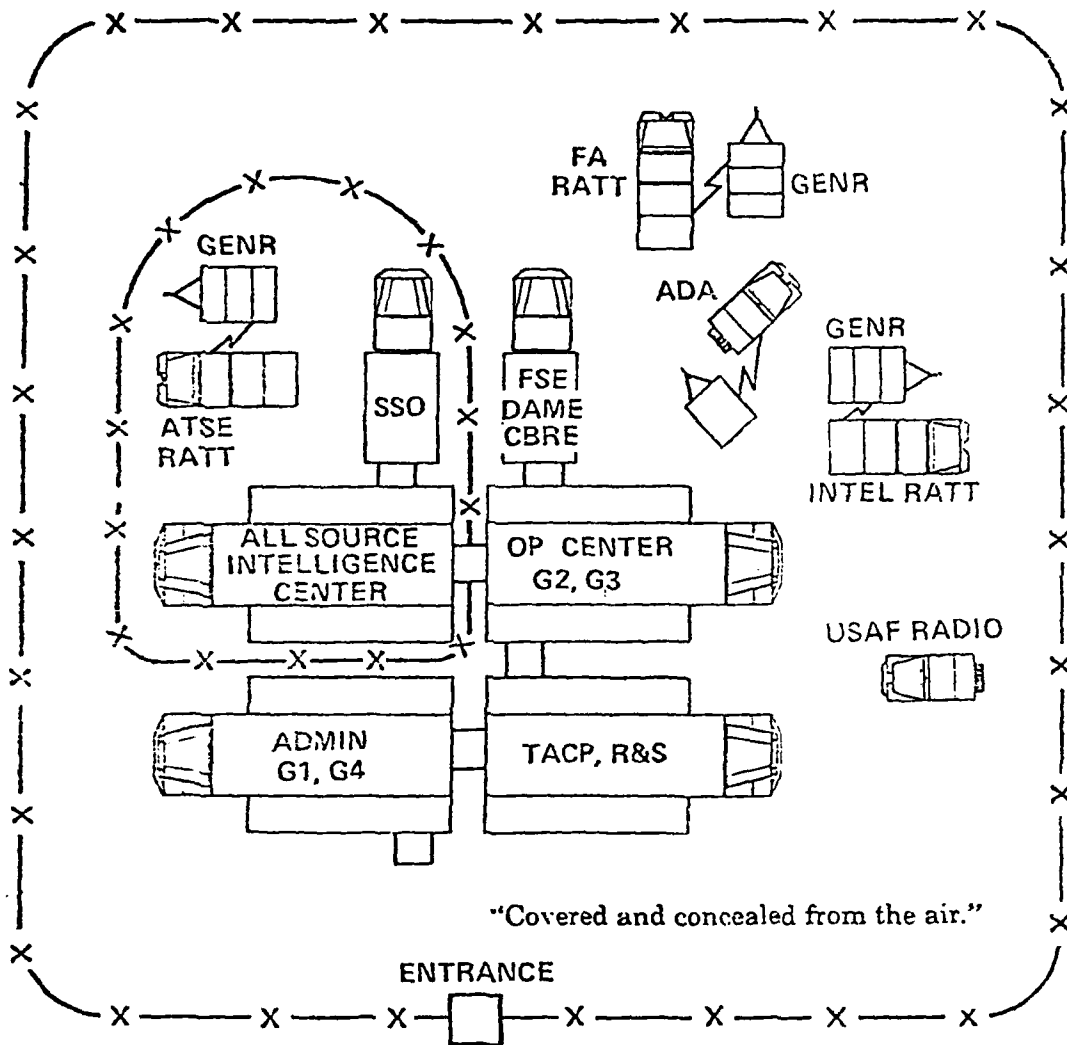 FA
RATT
GENR
GENR
ADA
GENR
ATSE
RATT
SSO
FSE
DAME
CBRE
INTEL RATT
ALL SOURCE
INTELLIGENCE
CENTER
OP CENTER
G2, G3
USAF RADIO
ADMIN
G1, G4
TACP, R&S
"Covered and concealed from the air."
ENTRANCE